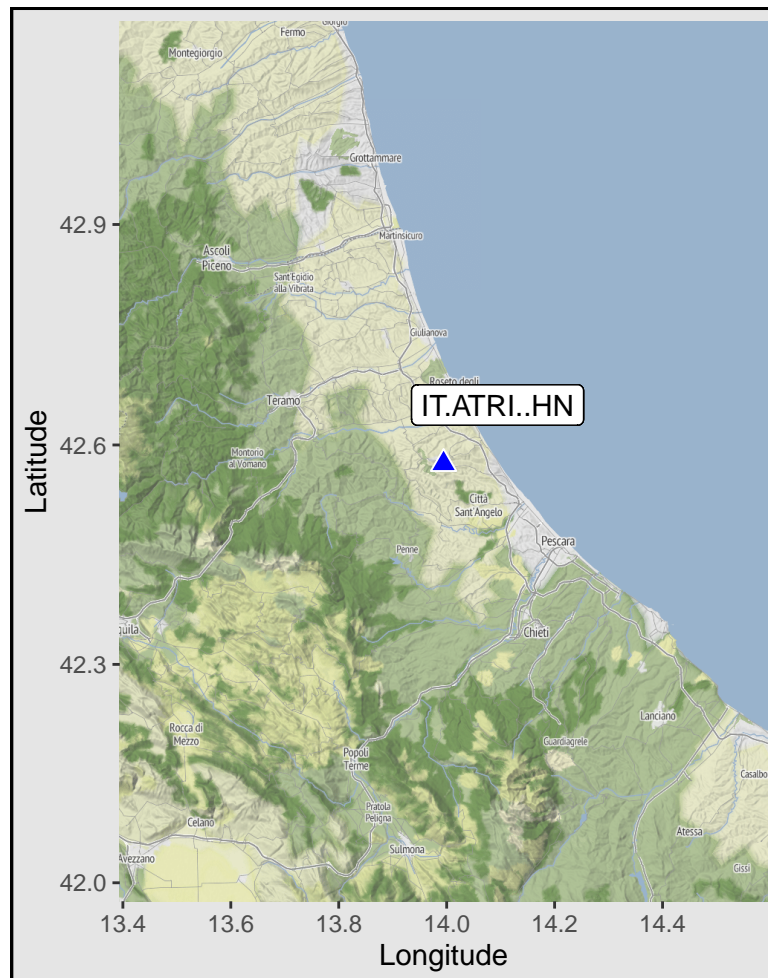 Giorgio
Fermo
Montegiorgio
Grottammare
42.9
Martinsicuro
Ascoli
Piceno
Sant'Egidio
alla Vibrata
Giulianova
Roseto degli
Teramo
IT.ATRI..HN
42.6
Montorio
al Vomano
Città
Sant'Angelo
Latitude
Pescara
Penne
quila
Chieti
42.3
Lanciano
Rocca di
Mezzo
Guardiagrele
Popoli
Terme
Casalbo
Pratola
Peligna
Celano
Atessa
Sulmona
Avezzano
Gissi
42.0
13.4 13.6 13.8 14.0 14.2 14.4
Longitude